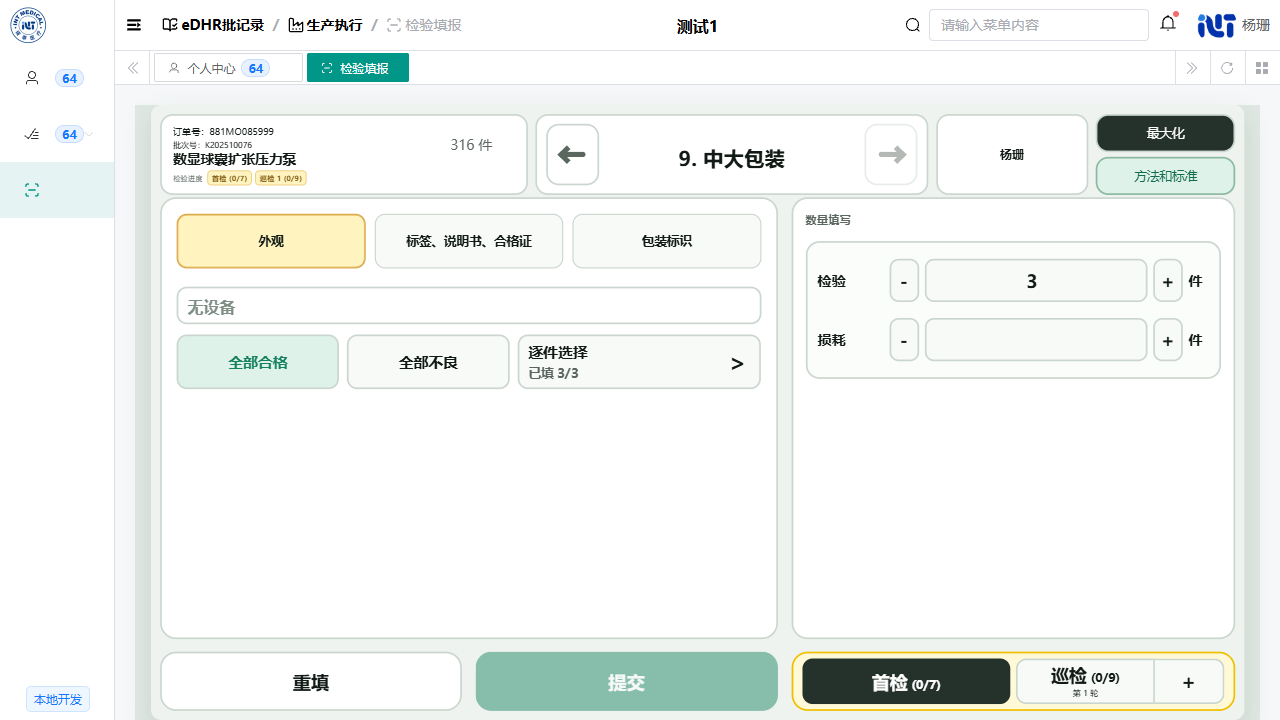 eDHR批记录 / 生产执行 / 检验填报
测试1
请输入菜单内容
iNT 杨珊
64
64
个人中心 64
检验填报
订单号：881MO085999
批次号：K202510076
数显球囊扩张压力泵
检验进度 首检 (0/7) 巡检 1 (0/9)
316 件
9. 中大包装
杨珊
最大化
方法和标准
外观
标签、说明书、合格证
包装标识
无设备
全部合格
全部不良
逐件选择
已填 3/3
>
数量填写
检验 - 3 + 件
损耗 - + 件
重填
提交
首检 (0/7)
巡检 (0/9)
第 1 轮
+
本地开发